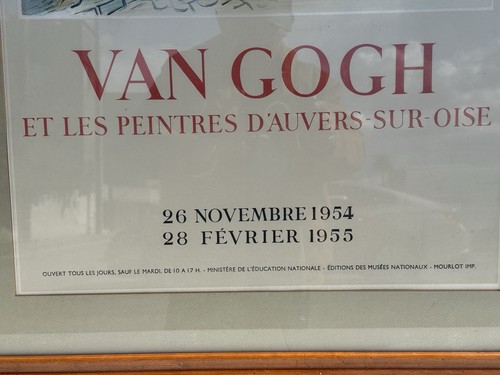 VAN GOGH
ET LES PEINTRES D'AUVERS-SUR-OISE
26 NOVEMBRE 1954
28 FÉVRIER 1955
OUVERT TOUS LES JOURS, SAUF LE MARDI, DE 10 A 17 H. - MINISTÈRE DE L'ÉDUCATION NATIONALE - ÉDITIONS DES MUSÉES NATIONAUX - MOURLOT IMP.